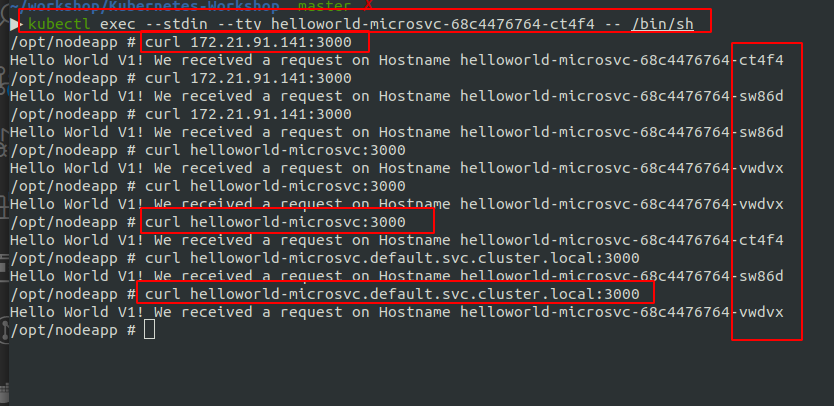 ~/workshop/Kubernetes-Workshop master ✗
▶kubectl exec --stdin --tty helloworld-microsvc-68c4476764-ct4f4 -- /bin/sh
/opt/nodeapp # curl 172.21.91.141:3000
Hello World V1! We received a request on Hostname helloworld-microsvc-68c4476764-ct4f4
/opt/nodeapp # curl 172.21.91.141:3000
Hello World V1! We received a request on Hostname helloworld-microsvc-68c4476764-sw86d
/opt/nodeapp # curl 172.21.91.141:3000
Hello World V1! We received a request on Hostname helloworld-microsvc-68c4476764-sw86d
/opt/nodeapp # curl helloworld-microsvc:3000
Hello World V1! We received a request on Hostname helloworld-microsvc-68c4476764-vwdvx
/opt/nodeapp # curl helloworld-microsvc:3000
Hello World V1! We received a request on Hostname helloworld-microsvc-68c4476764-vwdvx
/opt/nodeapp # curl helloworld-microsvc:3000
Hello World V1! We received a request on Hostname helloworld-microsvc-68c4476764-ct4f4
/opt/nodeapp # curl helloworld-microsvc.default.svc.cluster.local:3000
Hello World V1! We received a request on Hostname helloworld-microsvc-68c4476764-sw86d
/opt/nodeapp # curl helloworld-microsvc.default.svc.cluster.local:3000
Hello World V1! We received a request on Hostname helloworld-microsvc-68c4476764-vwdvx
/opt/nodeapp #